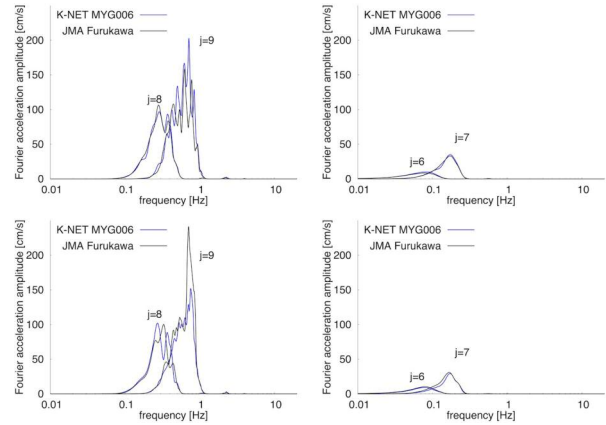 K-NET MYG006
JMA Furukawa
Fourier acceleration amplitude [cm/s]
200
150
100
50
0
j=8
j=9
0.01
0.1
1
10
frequency [Hz]
K-NET MYG006
JMA Furukawa
Fourier acceleration amplitude [cm/s]
200
150
100
50
0
j=6
j=7
0.01
0.1
1
10
frequency [Hz]
K-NET MYG006
JMA Furukawa
Fourier acceleration amplitude [cm/s]
200
150
100
50
0
j=8
j=9
0.01
0.1
1
10
frequency [Hz]
K-NET MYG006
JMA Furukawa
Fourier acceleration amplitude [cm/s]
200
150
100
50
0
j=6
j=7
0.01
0.1
1
10
frequency [Hz]